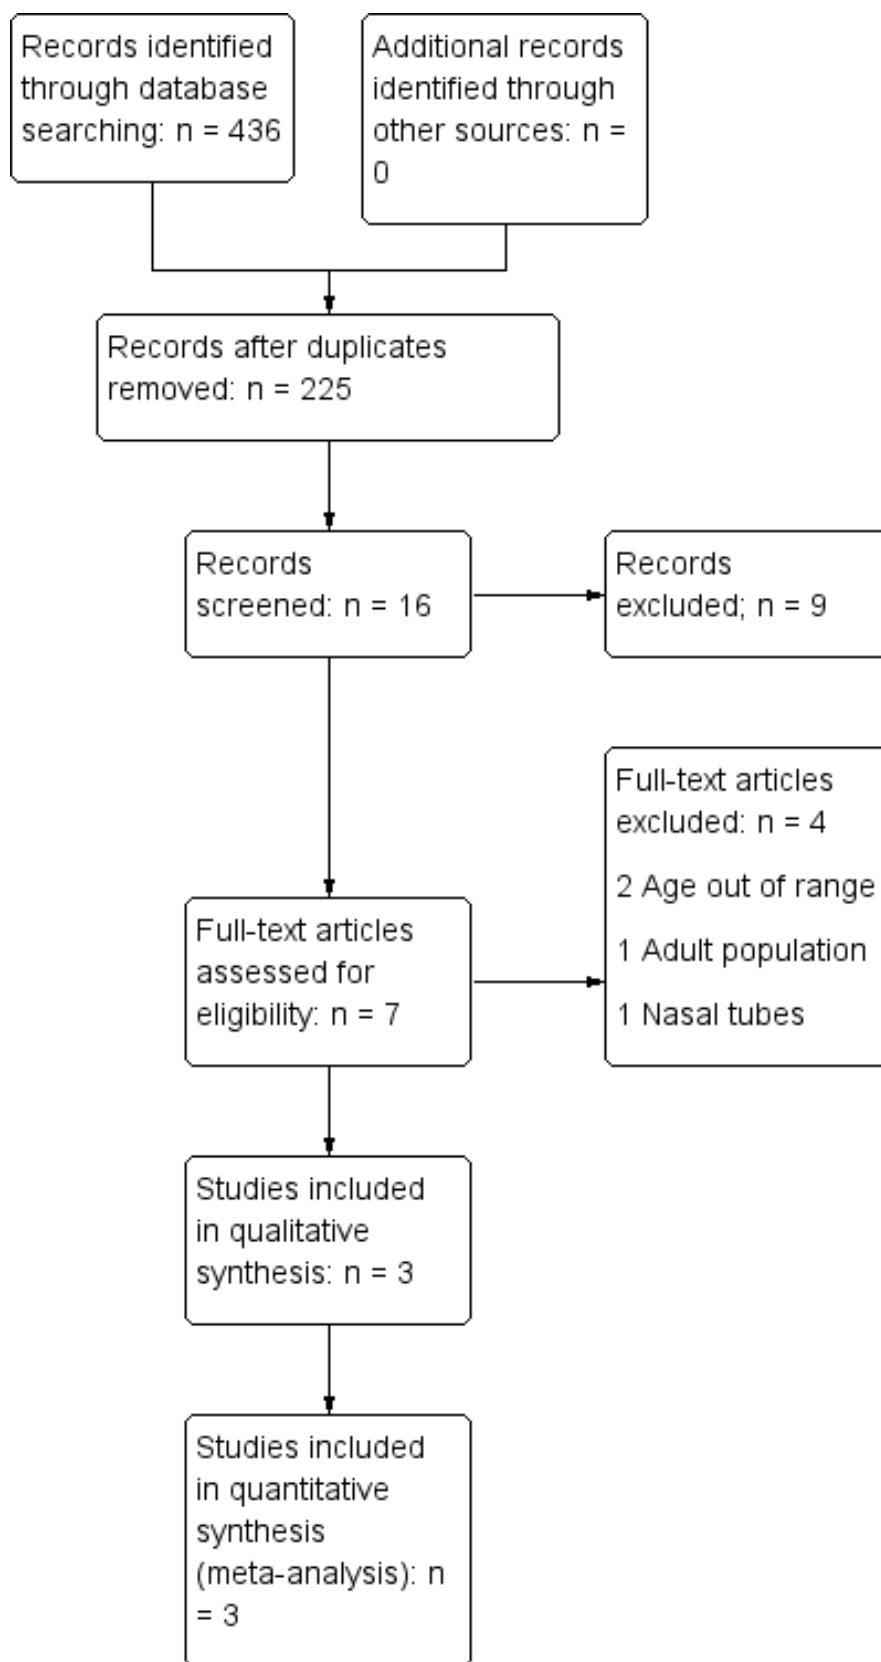 Records identified
through database
searching: n = 436
Additional records
identified through
other sources: n =
0
Records after duplicates
removed: n = 225
Records
screened: n = 16
Records
excluded; n = 9
Full-text articles
excluded: n = 4
2 Age out of range
1 Adult population
1 Nasal tubes
Full-text articles
assessed for
eligibility: n = 7
Studies included
in qualitative
synthesis: n = 3
Studies included
in quantitative
synthesis
(meta-analysis): n
= 3